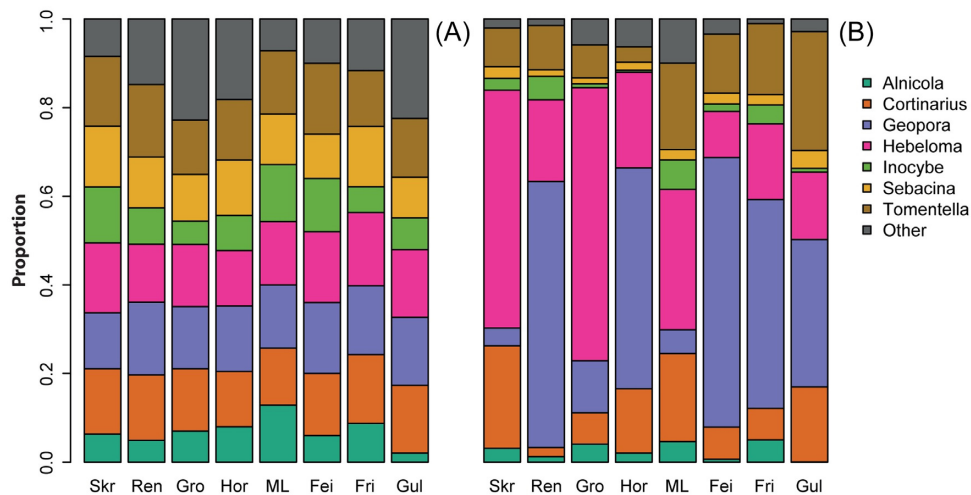 (A)
(B)
Proportion
1.0
0.8
0.6
0.4
0.2
0.0
Skr Ren Gro Hor ML Fei Fri Gul
Skr Ren Gro Hor ML Fei Fri Gul
Alnicola
Cortinarius
Geopora
Hebeloma
Inocybe
Sebacina
Tomentella
Other